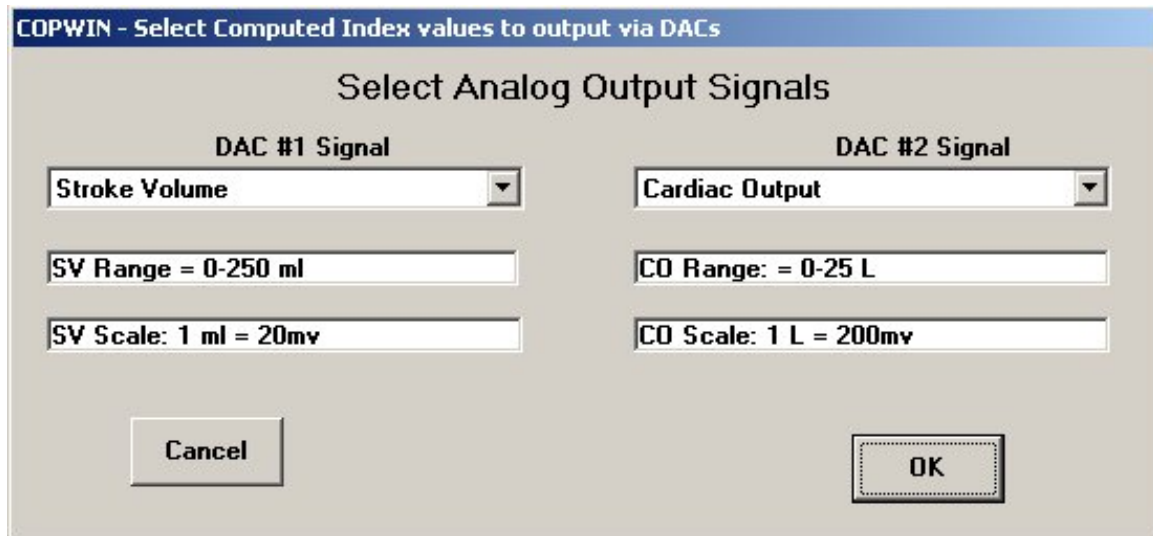 COPWIN - Select Computed Index values to output via DACs
Select Analog Output Signals
DAC #1 Signal
DAC #2 Signal
Stroke Volume
Cardiac Output
SV Range = 0-250 ml
CO Range: = 0-25 L
SV Scale: 1 ml = 20mv
CO Scale: 1 L = 200mv
Cancel
OK